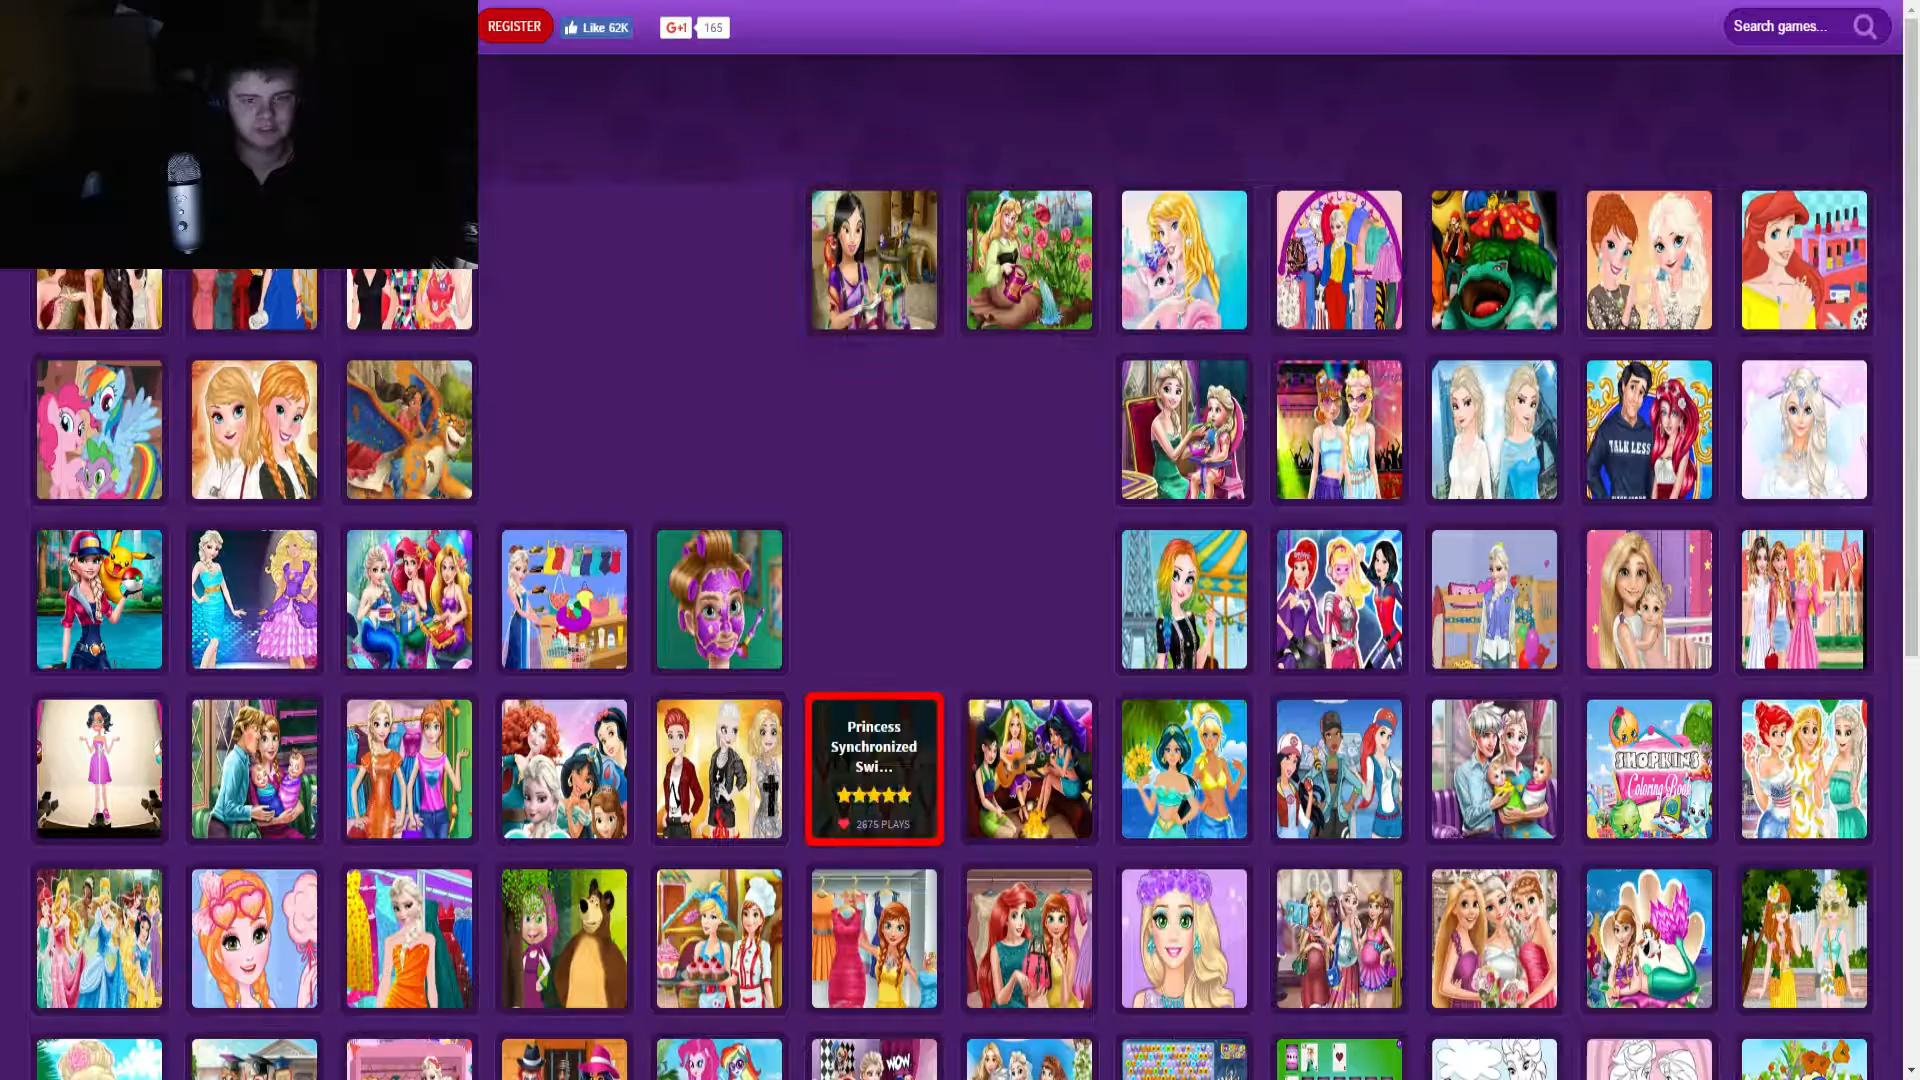 REGISTER
Like 62K
G+1
165
Search games...
TALK LESS
Princess
Synchronized
Swi...
2675 PLAYS
SHOPKINS
Coloring Book
WOW